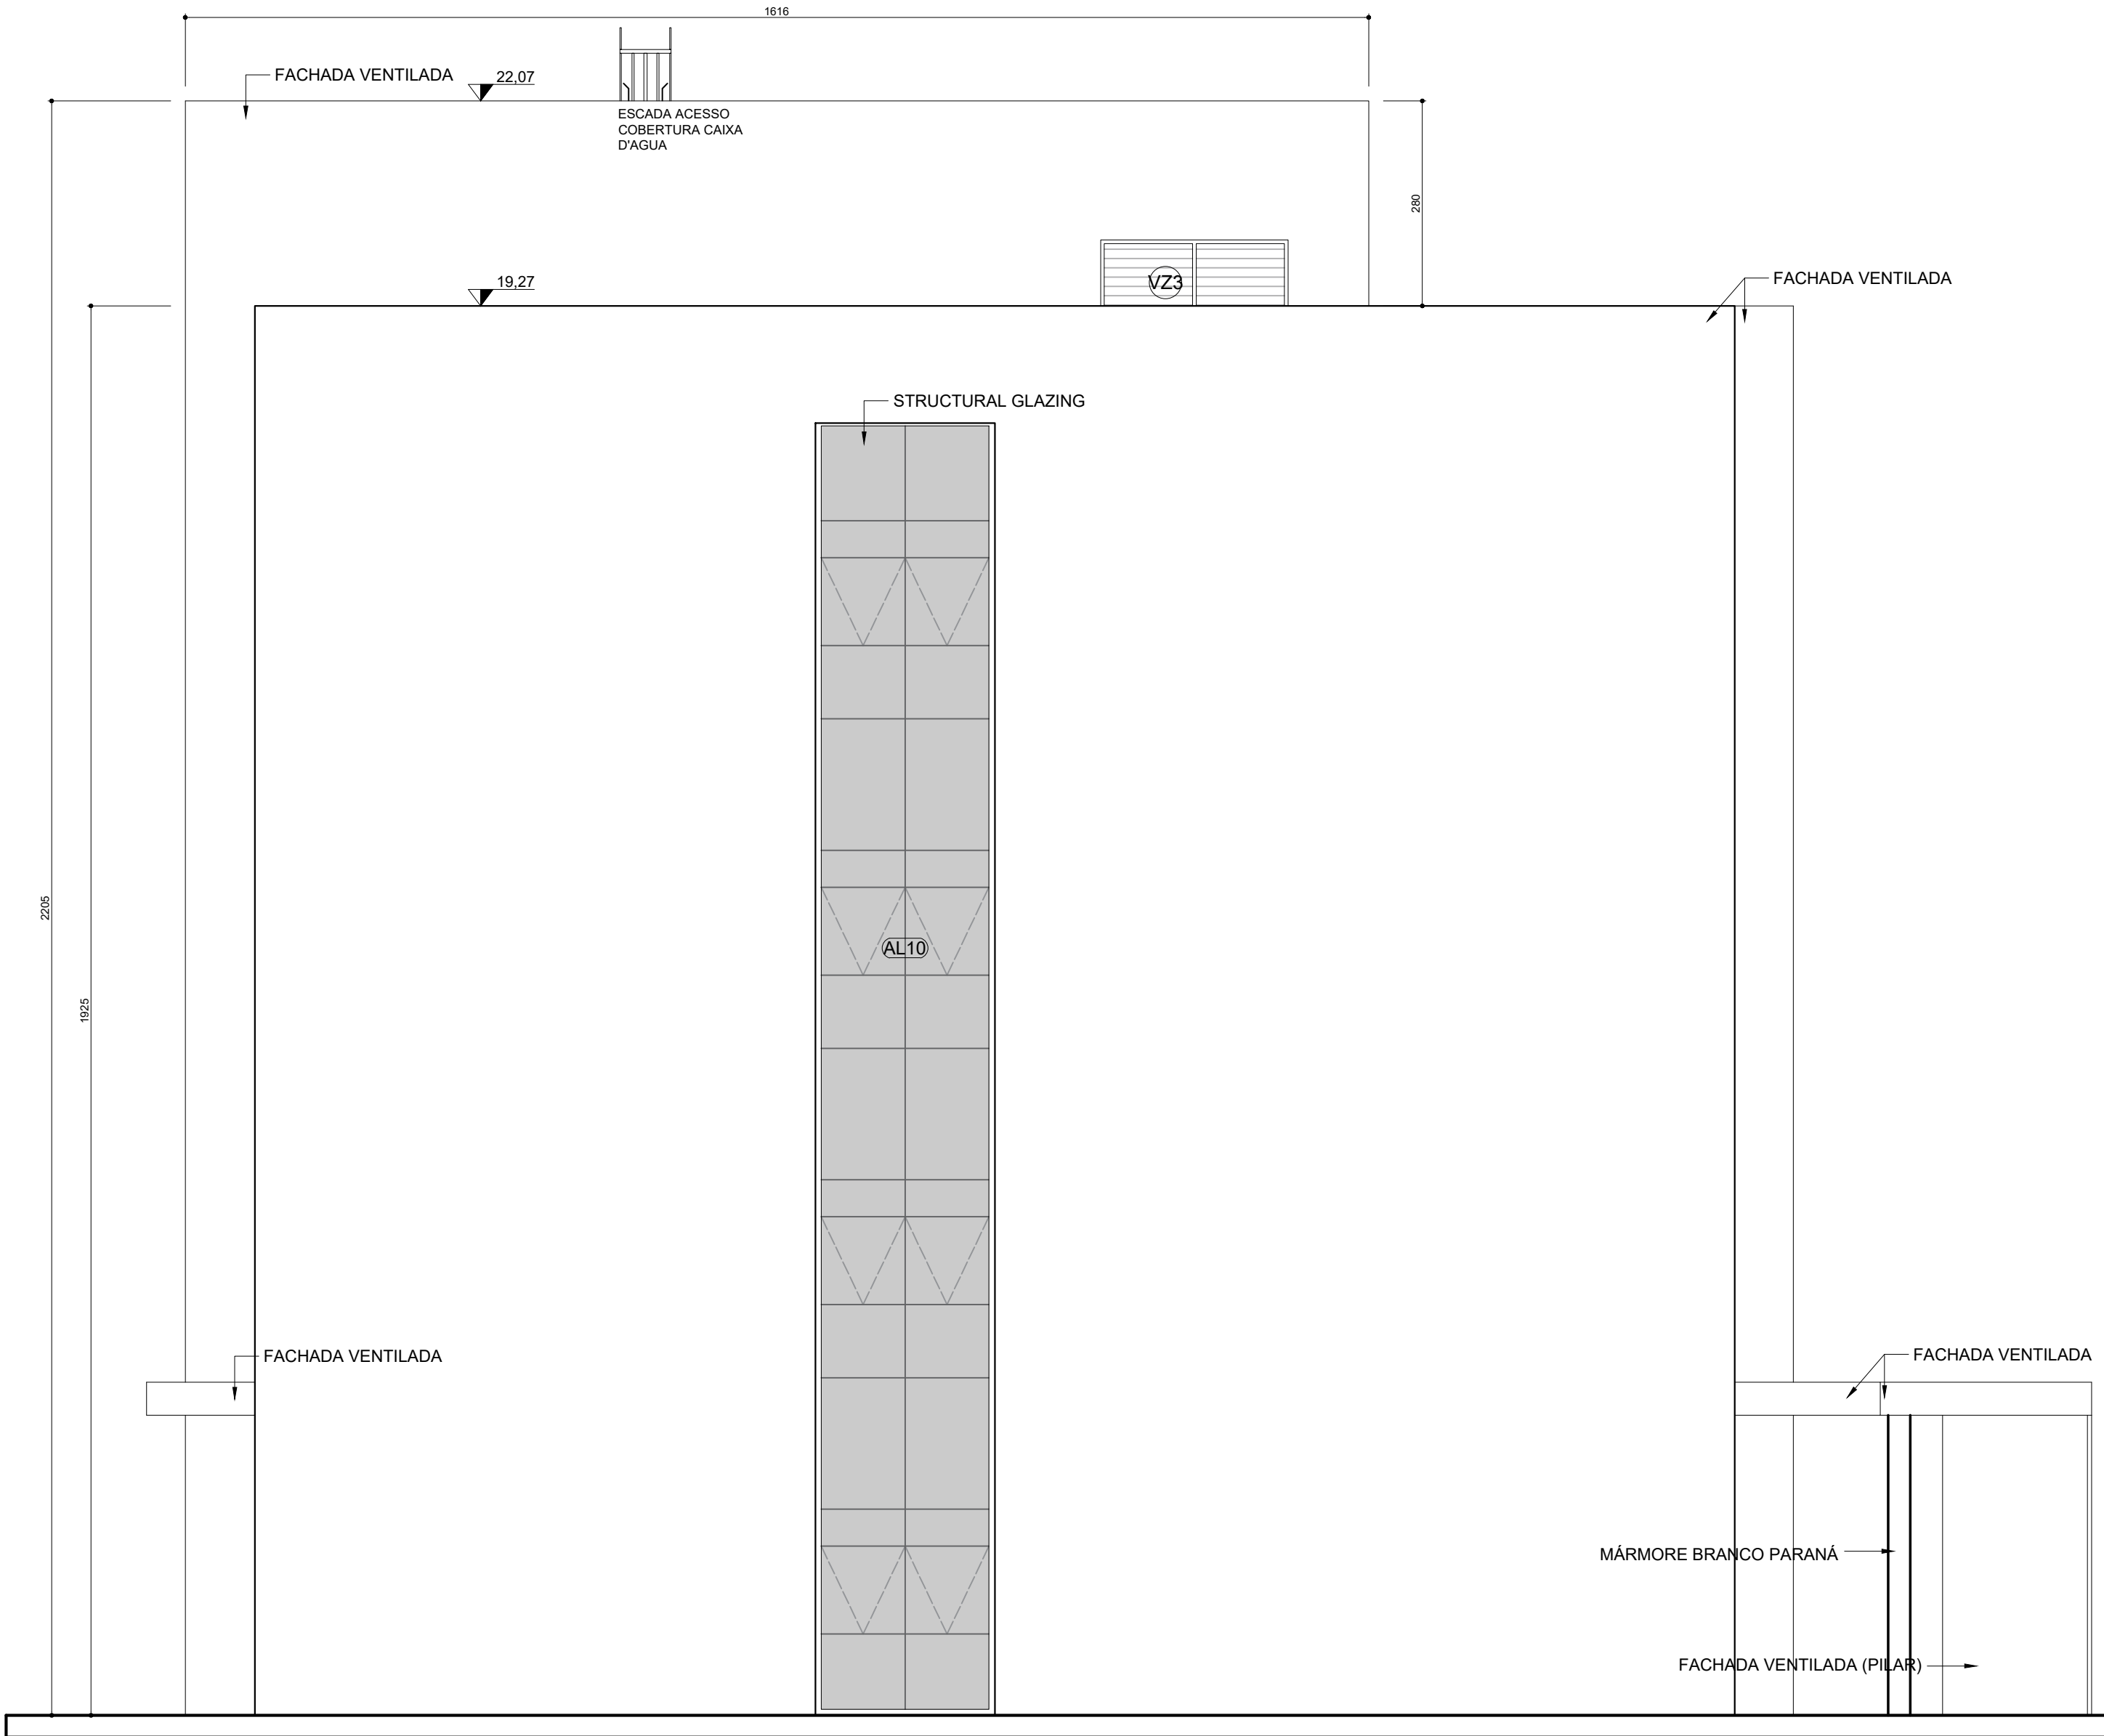 1616
FACHADA VENTILADA
22,07
ESCADA ACESSO
COBERTURA CAIXA
D'AGUA
280
19,27
VZ3
FACHADA VENTILADA
STRUCTURAL GLAZING
2205
AL10
1925
FACHADA VENTILADA
FACHADA VENTILADA
MÁRMORE BRANCO PARANÁ
FACHADA VENTILADA (PILAR)